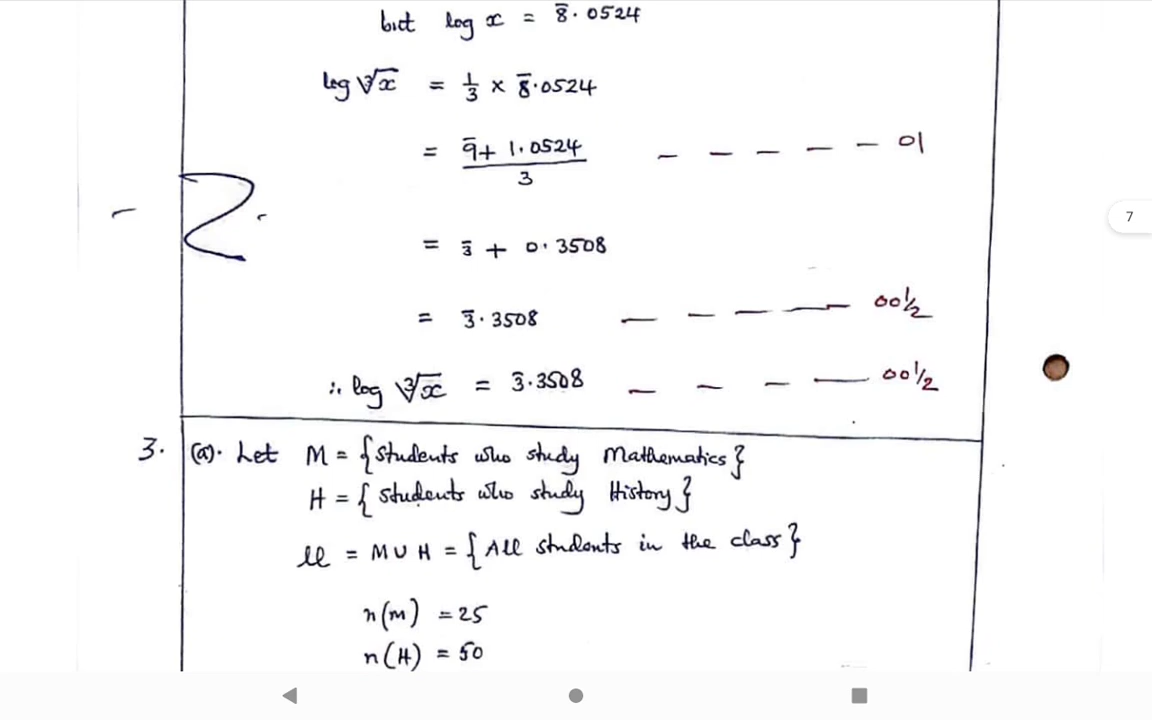 but log x = 8̄.0524
log ∛x = 1/3 × 8̄.0524
= 9̄ + 1.0524 / 3 — — — — — 01
= 3̄ + 0.3508
= 3̄.3508 — — — — 00½
∴ log ∛x = 3̄.3508 — — — — 00½
3. (a). Let M = {students who study Mathematics}
H = {students who study History}
μ = M U H = {All students in the class}
n(m) = 25
n(H) = 50
7